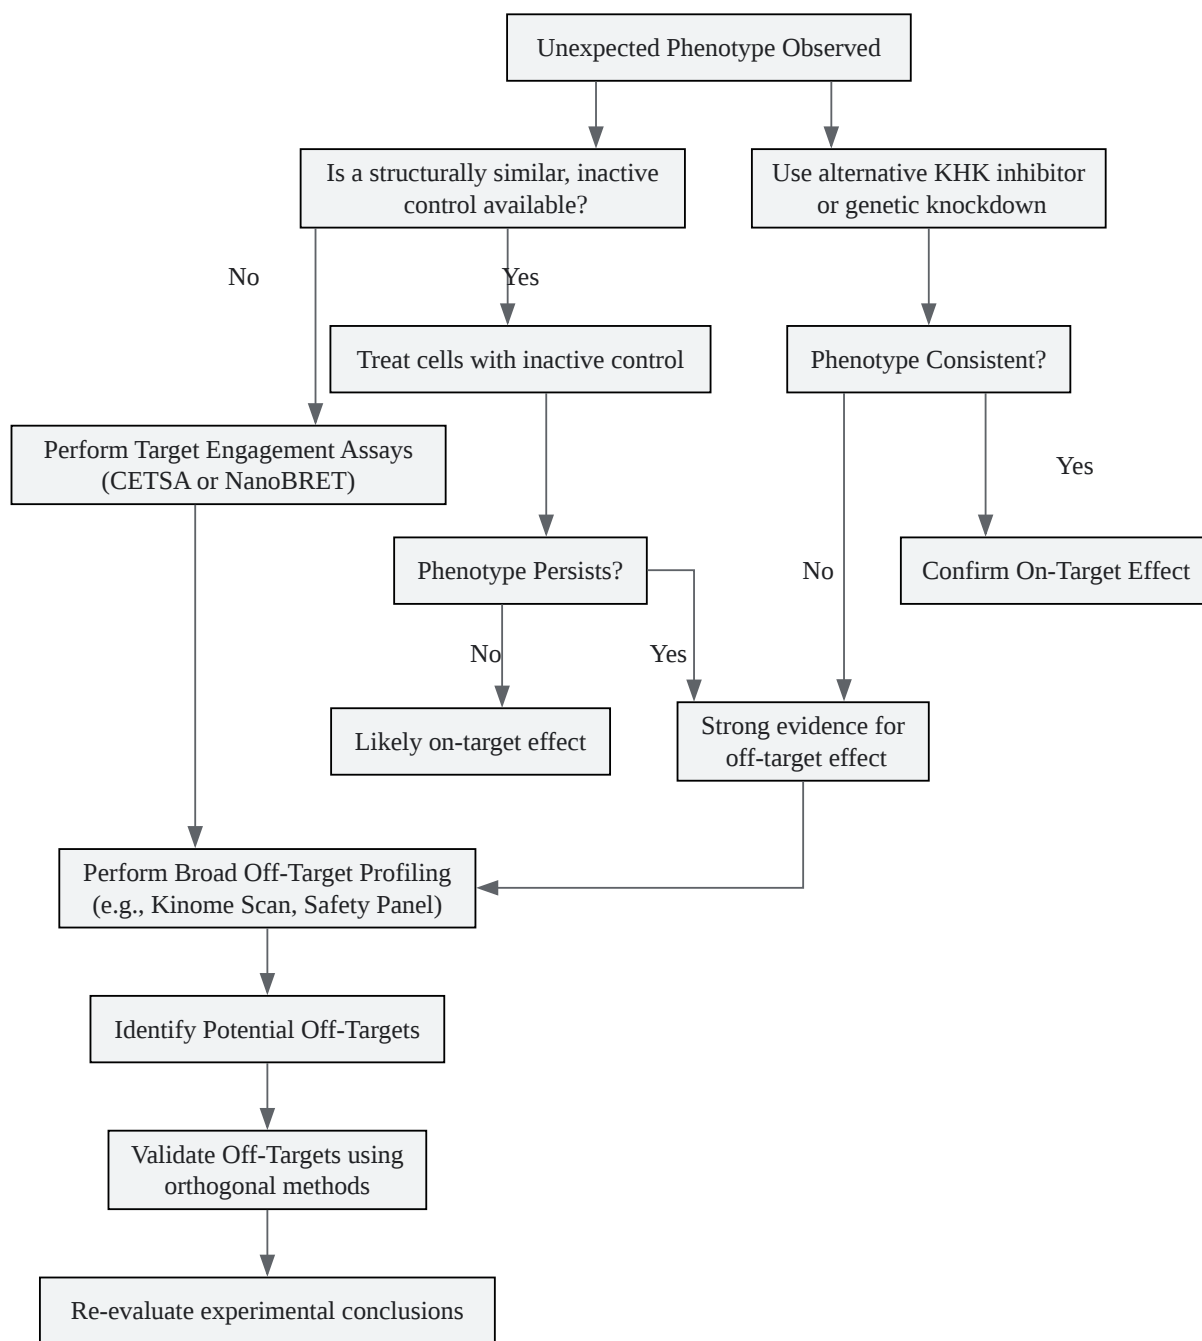 Unexpected Phenotype Observed
Is a structurally similar, inactive
control available?
Use alternative KHK inhibitor
or genetic knockdown
No
Yes
Treat cells with inactive control
Phenotype Consistent?
Perform Target Engagement Assays
(CETSA or NanoBRET)
Yes
Phenotype Persists?
No
Confirm On-Target Effect
No
Yes
Likely on-target effect
Strong evidence for
off-target effect
Perform Broad Off-Target Profiling
(e.g., Kinome Scan, Safety Panel)
Identify Potential Off-Targets
Validate Off-Targets using
orthogonal methods
Re-evaluate experimental conclusions